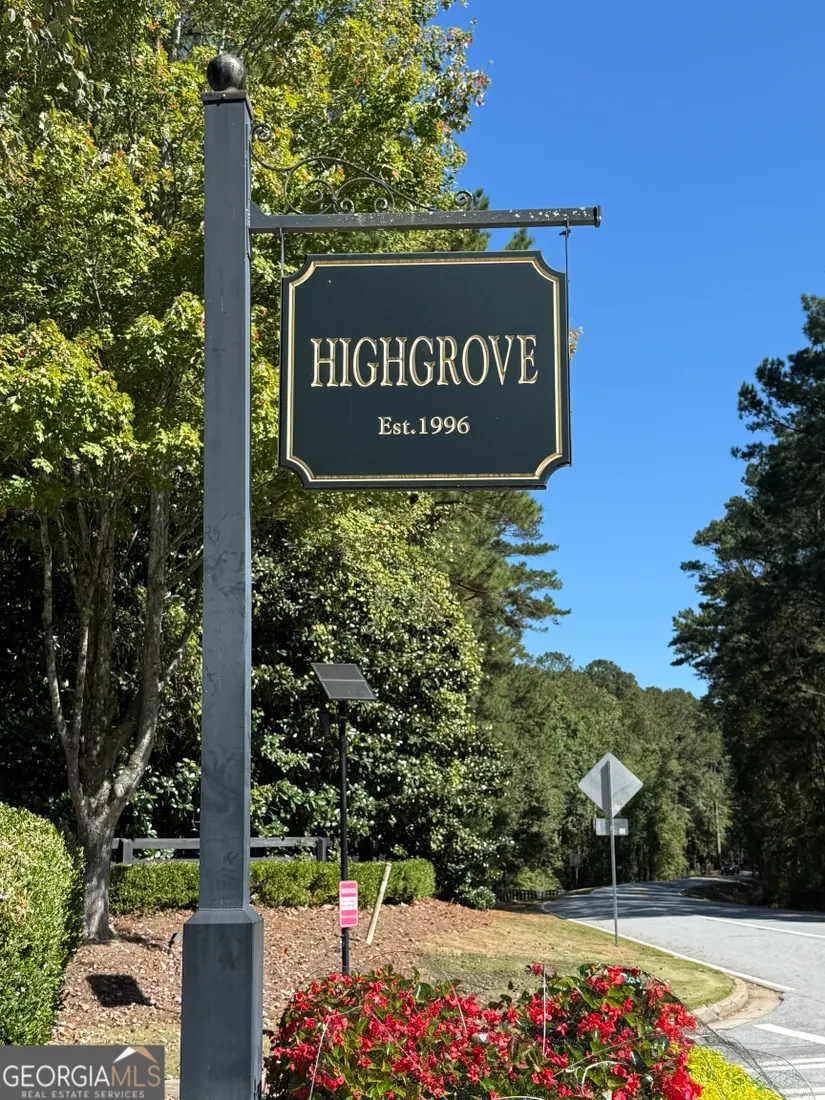 HIGHGROVE
Est.1996
GEORGIAMLS
REAL ESTATE SERVICES